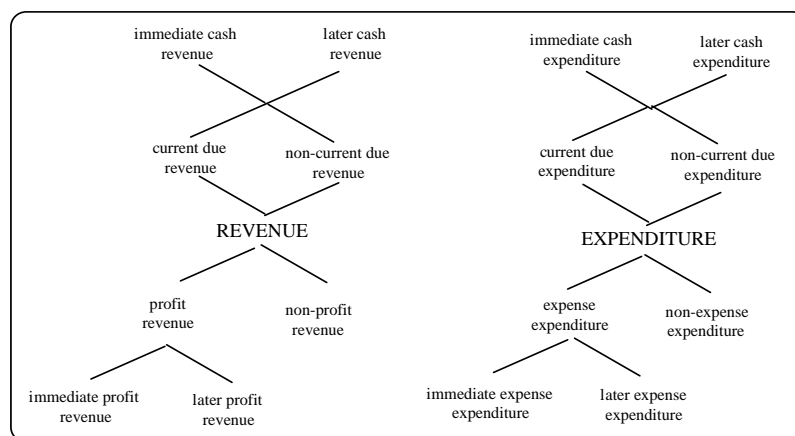 immediate cash
revenue
later cash
revenue
immediate cash
expenditure
later cash
expenditure
current due
revenue
non-current due
revenue
current due
expenditure
non-current due
expenditure
REVENUE
EXPENDITURE
profit
revenue
non-profit
revenue
expense
expenditure
non-expense
expenditure
immediate profit
revenue
later profit
revenue
immediate expense
expenditure
later expense
expenditure